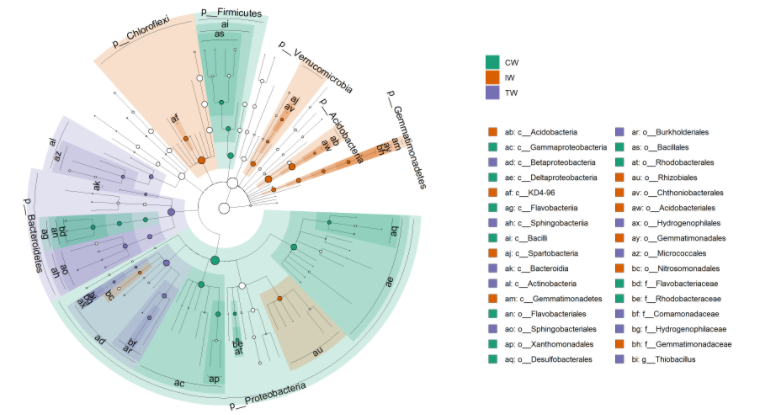 p__Chloroflexi
p__Firmicutes
ai
as
p__Verrucomicrobia
aj
av
p__Acidobacteria
ab
aw
p__Gemmatimonadetes
am
ay
bh
af
al
az
ak
p__Bacteroidetes
ag
an
bd
ah
ao
ad
bf
ar
bc
ac
ap
au
ae
aq
p__Proteobacteria
CW
IW
TW
ab: c__Acidobacteria
ac: c__Gammaproteobacteria
ad: c__Betaproteobacteria
ae: c__Deltaproteobacteria
af: c__KD4-96
ag: c__Flavobacteriia
ah: c__Sphingobacteriia
ai: c__Bacilli
aj: c__Spartobacteria
ak: c__Bacteroidia
al: c__Actinobacteria
am: c__Gemmatimonadetes
an: o__Flavobacteriales
ao: o__Sphingobacteriales
ap: o__Xanthomonadales
aq: o__Desulfobacterales
ar: o__Burkholderiales
as: o__Bacillales
at: o__Rhodobacterales
au: o__Rhizobiales
av: o__Chthoniobacterales
aw: o__Acidobacteriales
ax: o__Hydrogenophilales
ay: o__Gemmatimonadales
az: o__Micrococcales
bc: o__Nitrosomonadales
bd: f__Flavobacteriaceae
be: f__Rhodobacteraceae
bf: f__Comamonadaceae
bg: f__Hydrogenophilaceae
bh: f__Gemmatimonadaceae
bi: g__Thiobacillus